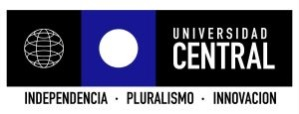 UNIVERSIDAD
CENTRAL
INDEPENDENCIA · PLURALISMO · INNOVACION